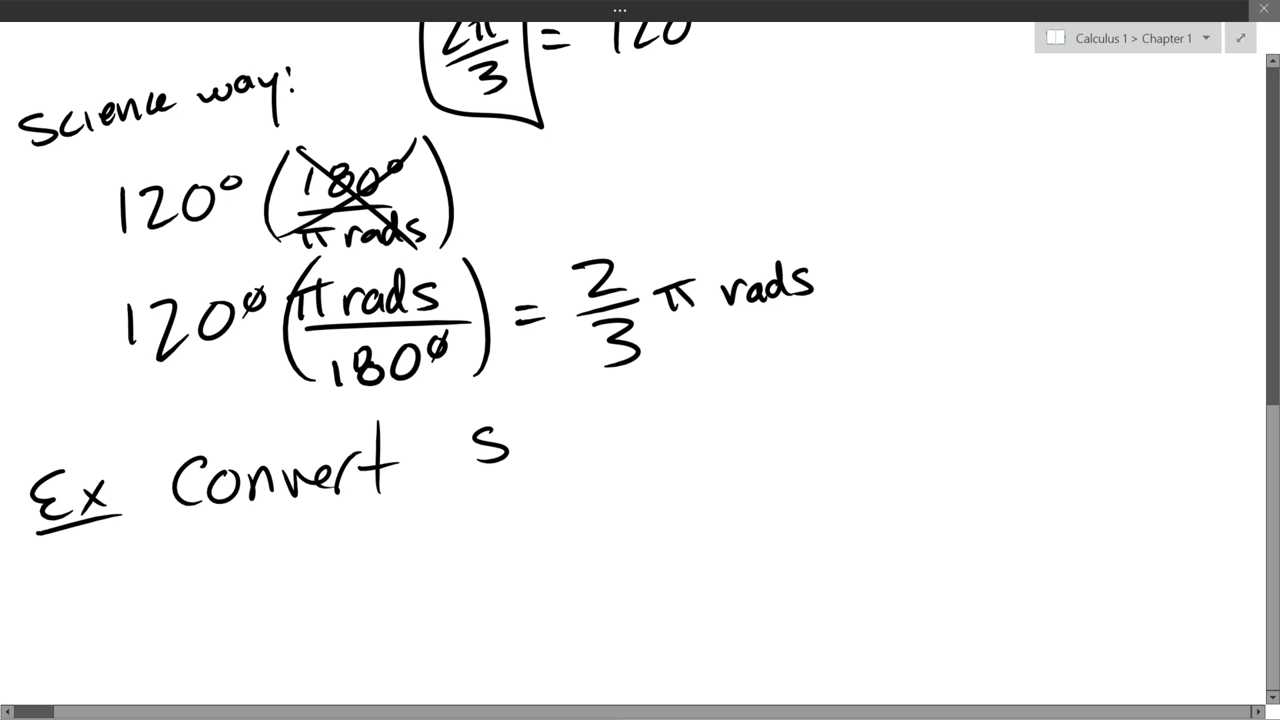 ...
Calculus 1 > Chapter 1
2π/3 = 120
Science way:
120° (180°/π rads)
120° (π rads/180°) = 2/3 π rads
Ex Convert s